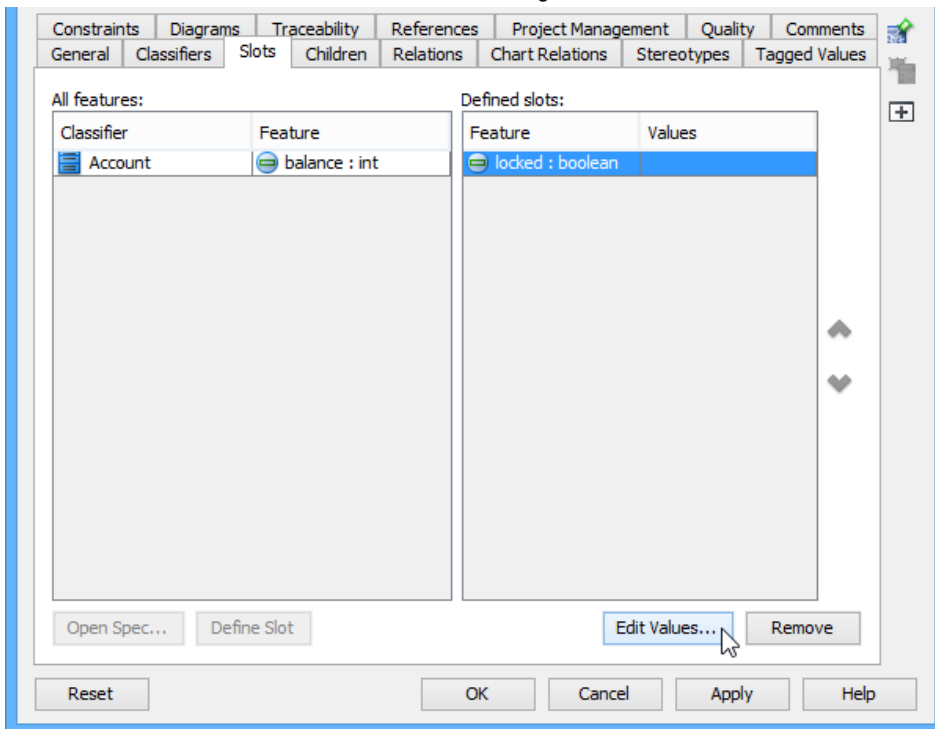 Constraints Diagrams Traceability References Project Management Quality Comments
General Classifiers Slots Children Relations Chart Relations Stereotypes Tagged Values
All features: Defined slots:
Classifier Feature Feature Values
Account balance : int locked : boolean
Open Spec... Define Slot Edit Values... Remove
Reset OK Cancel Apply Help